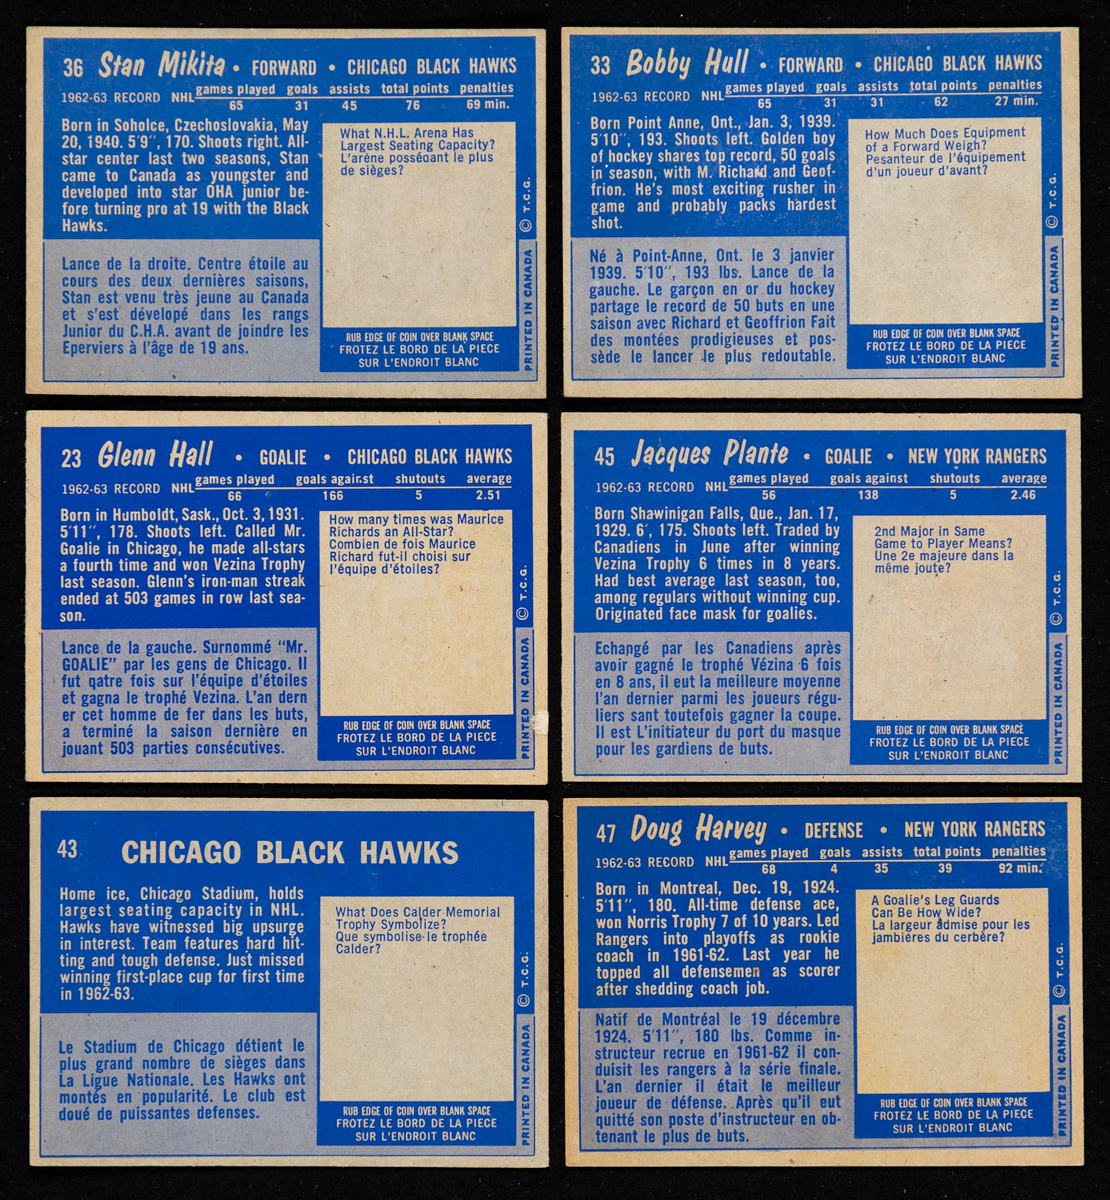 36 Stan Mikita • FORWARD • CHICAGO BLACK HAWKS
games played goals assists total points penalties
1962-63 RECORD NHL 65 31 45 76 69 min.
Born in Soholce, Czechoslovakia, May
20, 1940. 5'9", 170. Shoots right. All-
star center last two seasons, Stan
came to Canada as youngster and
developed into star OHA junior be-
fore turning pro at 19 with the Black
Hawks.
Lance de la droite. Centre étoile au
cours des deux dernières saisons,
Stan est venu très jeune au Canada
et s'est dévelopé dans les rangs
Junior du C.H.A. avant de joindre les
Eperviers à l'âge de 19 ans.
What N.H.L. Arena Has
Largest Seating Capacity?
L'arène posséoant le plus
de sièges?
RUB EDGE OF COIN OVER BLANK SPACE
FROTEZ LE BORD DE LA PIECE
SUR L'ENDROIT BLANC
PRINTED IN CANADA © T.C.G.
33 Bobby Hull • FORWARD • CHICAGO BLACK HAWKS
games played goals assists total points penalties
1962-63 RECORD NHL 65 31 31 62 27 min.
Born Point Anne, Ont., Jan. 3, 1939.
5'10", 193. Shoots left. Golden boy
of hockey shares top record, 50 goals
in season, with M. Richard and Geof-
frion. He's most exciting rusher in
game and probably packs hardest
shot.
Né à Point-Anne, Ont. le 3 janvier
1939. 5'10", 193 lbs. Lance de la
gauche. Le garçon en or du hockey
partage le record de 50 buts en une
saison avec Richard et Geoffrion Fait
des montées prodigieuses et pos-
sède le lancer le plus redoutable.
How Much Does Equipment
of a Forward Weigh?
Pesanteur de l'équipement
d'un joueur d'avant?
RUB EDGE OF COIN OVER BLANK SPACE
FROTEZ LE BORD DE LA PIECE
SUR L'ENDROIT BLANC
PRINTED IN CANADA © T.C.G.
23 Glenn Hall • GOALIE • CHICAGO BLACK HAWKS
games played goals against shutouts average
1962-63 RECORD NHL 66 166 5 2.51
Born in Humboldt, Sask., Oct. 3, 1931.
5'11", 178. Shoots left. Called Mr.
Goalie in Chicago, he made all-stars
a fourth time and won Vezina Trophy
last season. Glenn's iron-man streak
ended at 503 games in row last sea-
son.
Lance de la gauche. Surnommé "Mr.
GOALIE" par les gens de Chicago. Il
fut qatre fois sur l'équipe d'étoiles
et gagna le trophé Vezina. L'an dern
er cet homme de fer dans les buts,
a terminé la saison dernière en
jouant 503 parties consécutives.
How many times was Maurice
Richards an All-Star?
Combien de fois Maurice
Richard fut-il choisi sur
l'équipe d'étoiles?
RUB EDGE OF COIN OVER BLANK SPACE
FROTEZ LE BORD DE LA PIECE
SUR L'ENDROIT BLANC
PRINTED IN CANADA © T.C.G.
45 Jacques Plante • GOALIE • NEW YORK RANGERS
games played goals against shutouts average
1962-63 RECORD NHL 56 138 5 2.46
Born Shawinigan Falls, Que., Jan. 17,
1929. 6', 175. Shoots left. Traded by
Canadiens in June after winning
Vezina Trophy 6 times in 8 years.
Had best average last season, too,
among regulars without winning cup.
Originated face mask for goalies.
Echangé par les Canadiens après
avoir gagné le trophé Vézina 6 fois
en 8 ans, il eut la meilleure moyenne
l'an dernier parmi les joueurs régu-
liers sant toutefois gagner la coupe.
Il est L'initiateur du port du masque
pour les gardiens de buts.
2nd Major in Same
Game to Player Means?
Une 2e majeure dans la
même joute?
RUB EDGE OF COIN OVER BLANK SPACE
FROTEZ LE BORD DE LA PIECE
SUR L'ENDROIT BLANC
PRINTED IN CANADA © T.C.G.
43 CHICAGO BLACK HAWKS
Home ice, Chicago Stadium, holds
largest seating capacity in NHL.
Hawks have witnessed big upsurge
in interest. Team features hard hit-
ting and tough defense. Just missed
winning first-place cup for first time
in 1962-63.
Le Stadium de Chicago détient le
plus grand nombre de sièges dans
La Ligue Nationale. Les Hawks ont
montés en popularité. Le club est
doué de puissantes defenses.
What Does Calder Memorial
Trophy Symbolize?
Que symbolise le trophée
Calder?
RUB EDGE OF COIN OVER BLANK SPACE
FROTEZ LE BORD DE LA PIECE
SUR L'ENDROIT BLANC
PRINTED IN CANADA © T.C.G.
47 Doug Harvey • DEFENSE • NEW YORK RANGERS
games played goals assists total points penalties
1962-63 RECORD NHL 68 4 35 39 92 min.
Born in Montreal, Dec. 19, 1924.
5'11", 180. All-time defense ace,
won Norris Trophy 7 of 10 years. Led
Rangers into playoffs as rookie
coach in 1961-62. Last year he
topped all defensemen as scorer
after shedding coach job.
Natif de Montréal le 19 décembre
1924. 5'11", 180 lbs. Comme in-
structeur recrue en 1961-62 il con-
duisit les rangers à la série finale.
L'an dernier il était le meilleur
joueur de défense. Après qu'il eut
quitté son poste d'instructeur en ob-
tenant le plus de buts.
A Goalie's Leg Guards
Can Be How Wide?
La largeur admise pour les
jambières du cerbère?
RUB EDGE OF COIN OVER BLANK SPACE
FROTEZ LE BORD DE LA PIECE
SUR L'ENDROIT BLANC
PRINTED IN CANADA © T.C.G.